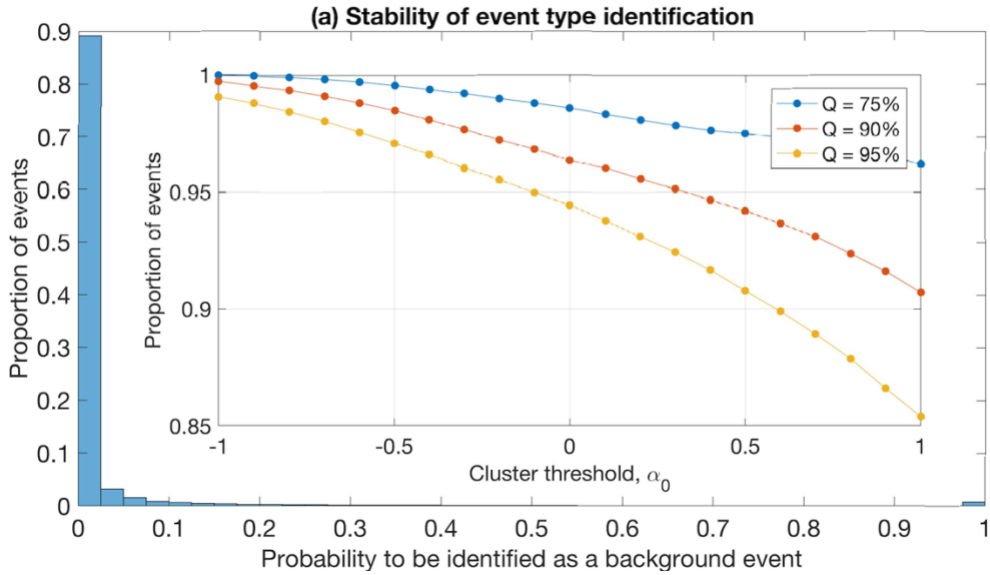 (a) Stability of event type identification
Proportion of events
0.9
0.8
0.7
0.6
0.5
0.4
0.3
0.2
0.1
0
Proportion of events
1
0.95
0.9
0.85
Q = 75%
Q = 90%
Q = 95%
-1 -0.5 0 0.5 1
Cluster threshold, α₀
0 0.1 0.2 0.3 0.4 0.5 0.6 0.7 0.8 0.9 1
Probability to be identified as a background event